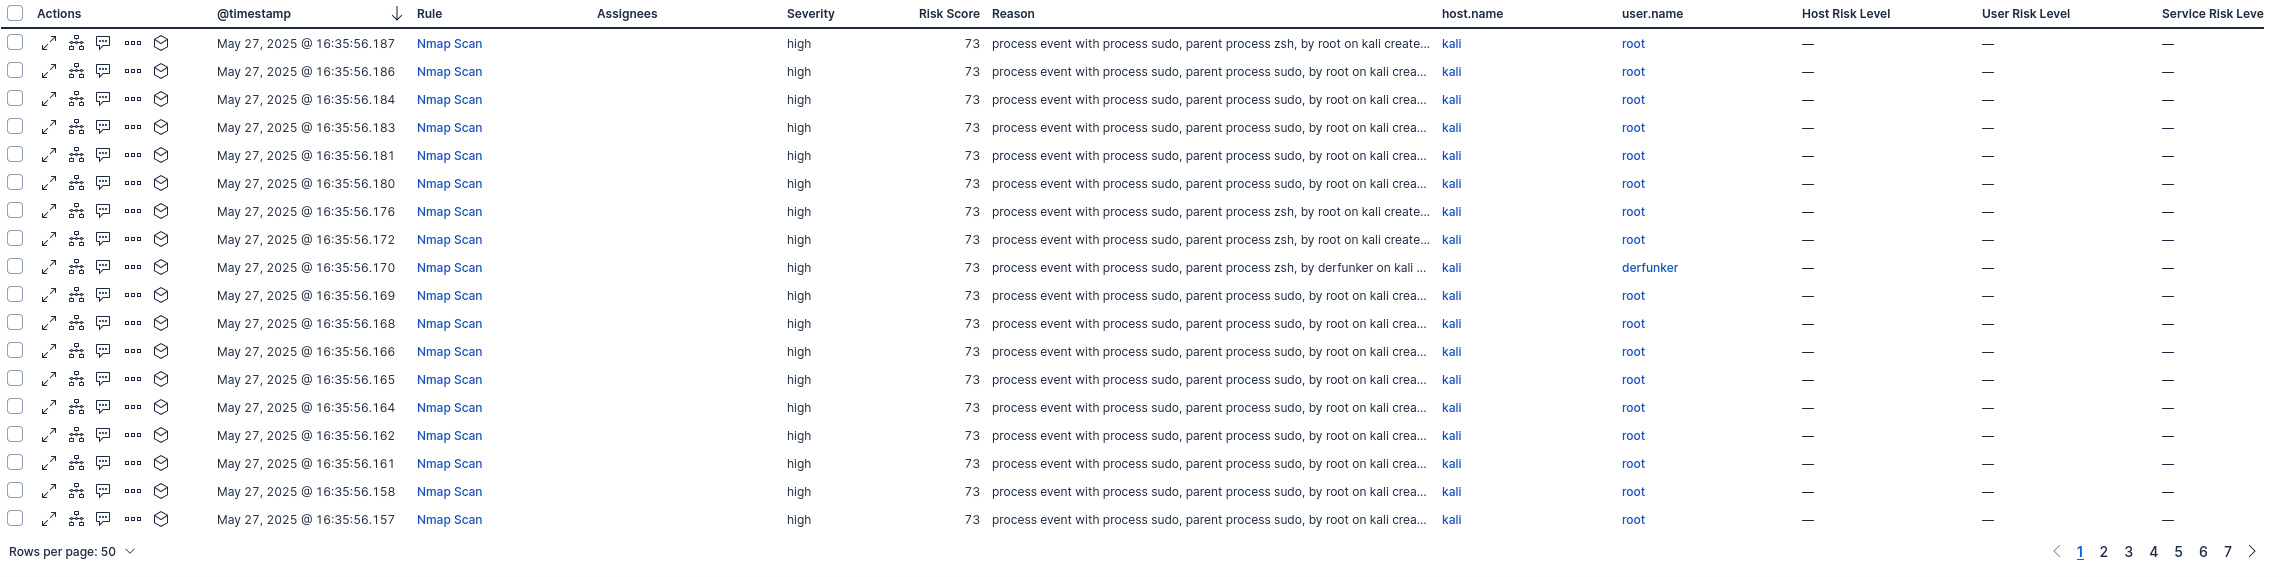 Actions @timestamp Rule Assignees Severity Risk Score Reason host.name user.name Host Risk Level User Risk Level Service Risk Leve
May 27, 2025 @ 16:35:56.187 Nmap Scan high 73 process event with process sudo, parent process zsh, by root on kali create... kali root — — —
May 27, 2025 @ 16:35:56.186 Nmap Scan high 73 process event with process sudo, parent process sudo, by root on kali crea... kali root — — —
May 27, 2025 @ 16:35:56.184 Nmap Scan high 73 process event with process sudo, parent process sudo, by root on kali crea... kali root — — —
May 27, 2025 @ 16:35:56.183 Nmap Scan high 73 process event with process sudo, parent process sudo, by root on kali crea... kali root — — —
May 27, 2025 @ 16:35:56.181 Nmap Scan high 73 process event with process sudo, parent process sudo, by root on kali crea... kali root — — —
May 27, 2025 @ 16:35:56.180 Nmap Scan high 73 process event with process sudo, parent process sudo, by root on kali crea... kali root — — —
May 27, 2025 @ 16:35:56.176 Nmap Scan high 73 process event with process sudo, parent process zsh, by root on kali create... kali root — — —
May 27, 2025 @ 16:35:56.172 Nmap Scan high 73 process event with process sudo, parent process zsh, by root on kali create... kali root — — —
May 27, 2025 @ 16:35:56.170 Nmap Scan high 73 process event with process sudo, parent process zsh, by derfunker on kali ... kali derfunker — — —
May 27, 2025 @ 16:35:56.169 Nmap Scan high 73 process event with process sudo, parent process sudo, by root on kali crea... kali root — — —
May 27, 2025 @ 16:35:56.168 Nmap Scan high 73 process event with process sudo, parent process sudo, by root on kali crea... kali root — — —
May 27, 2025 @ 16:35:56.166 Nmap Scan high 73 process event with process sudo, parent process sudo, by root on kali crea... kali root — — —
May 27, 2025 @ 16:35:56.165 Nmap Scan high 73 process event with process sudo, parent process sudo, by root on kali crea... kali root — — —
May 27, 2025 @ 16:35:56.164 Nmap Scan high 73 process event with process sudo, parent process sudo, by root on kali crea... kali root — — —
May 27, 2025 @ 16:35:56.162 Nmap Scan high 73 process event with process sudo, parent process sudo, by root on kali crea... kali root — — —
May 27, 2025 @ 16:35:56.161 Nmap Scan high 73 process event with process sudo, parent process sudo, by root on kali crea... kali root — — —
May 27, 2025 @ 16:35:56.158 Nmap Scan high 73 process event with process sudo, parent process sudo, by root on kali crea... kali root — — —
May 27, 2025 @ 16:35:56.157 Nmap Scan high 73 process event with process sudo, parent process sudo, by root on kali crea... kali root — — —
Rows per page: 50 1 2 3 4 5 6 7